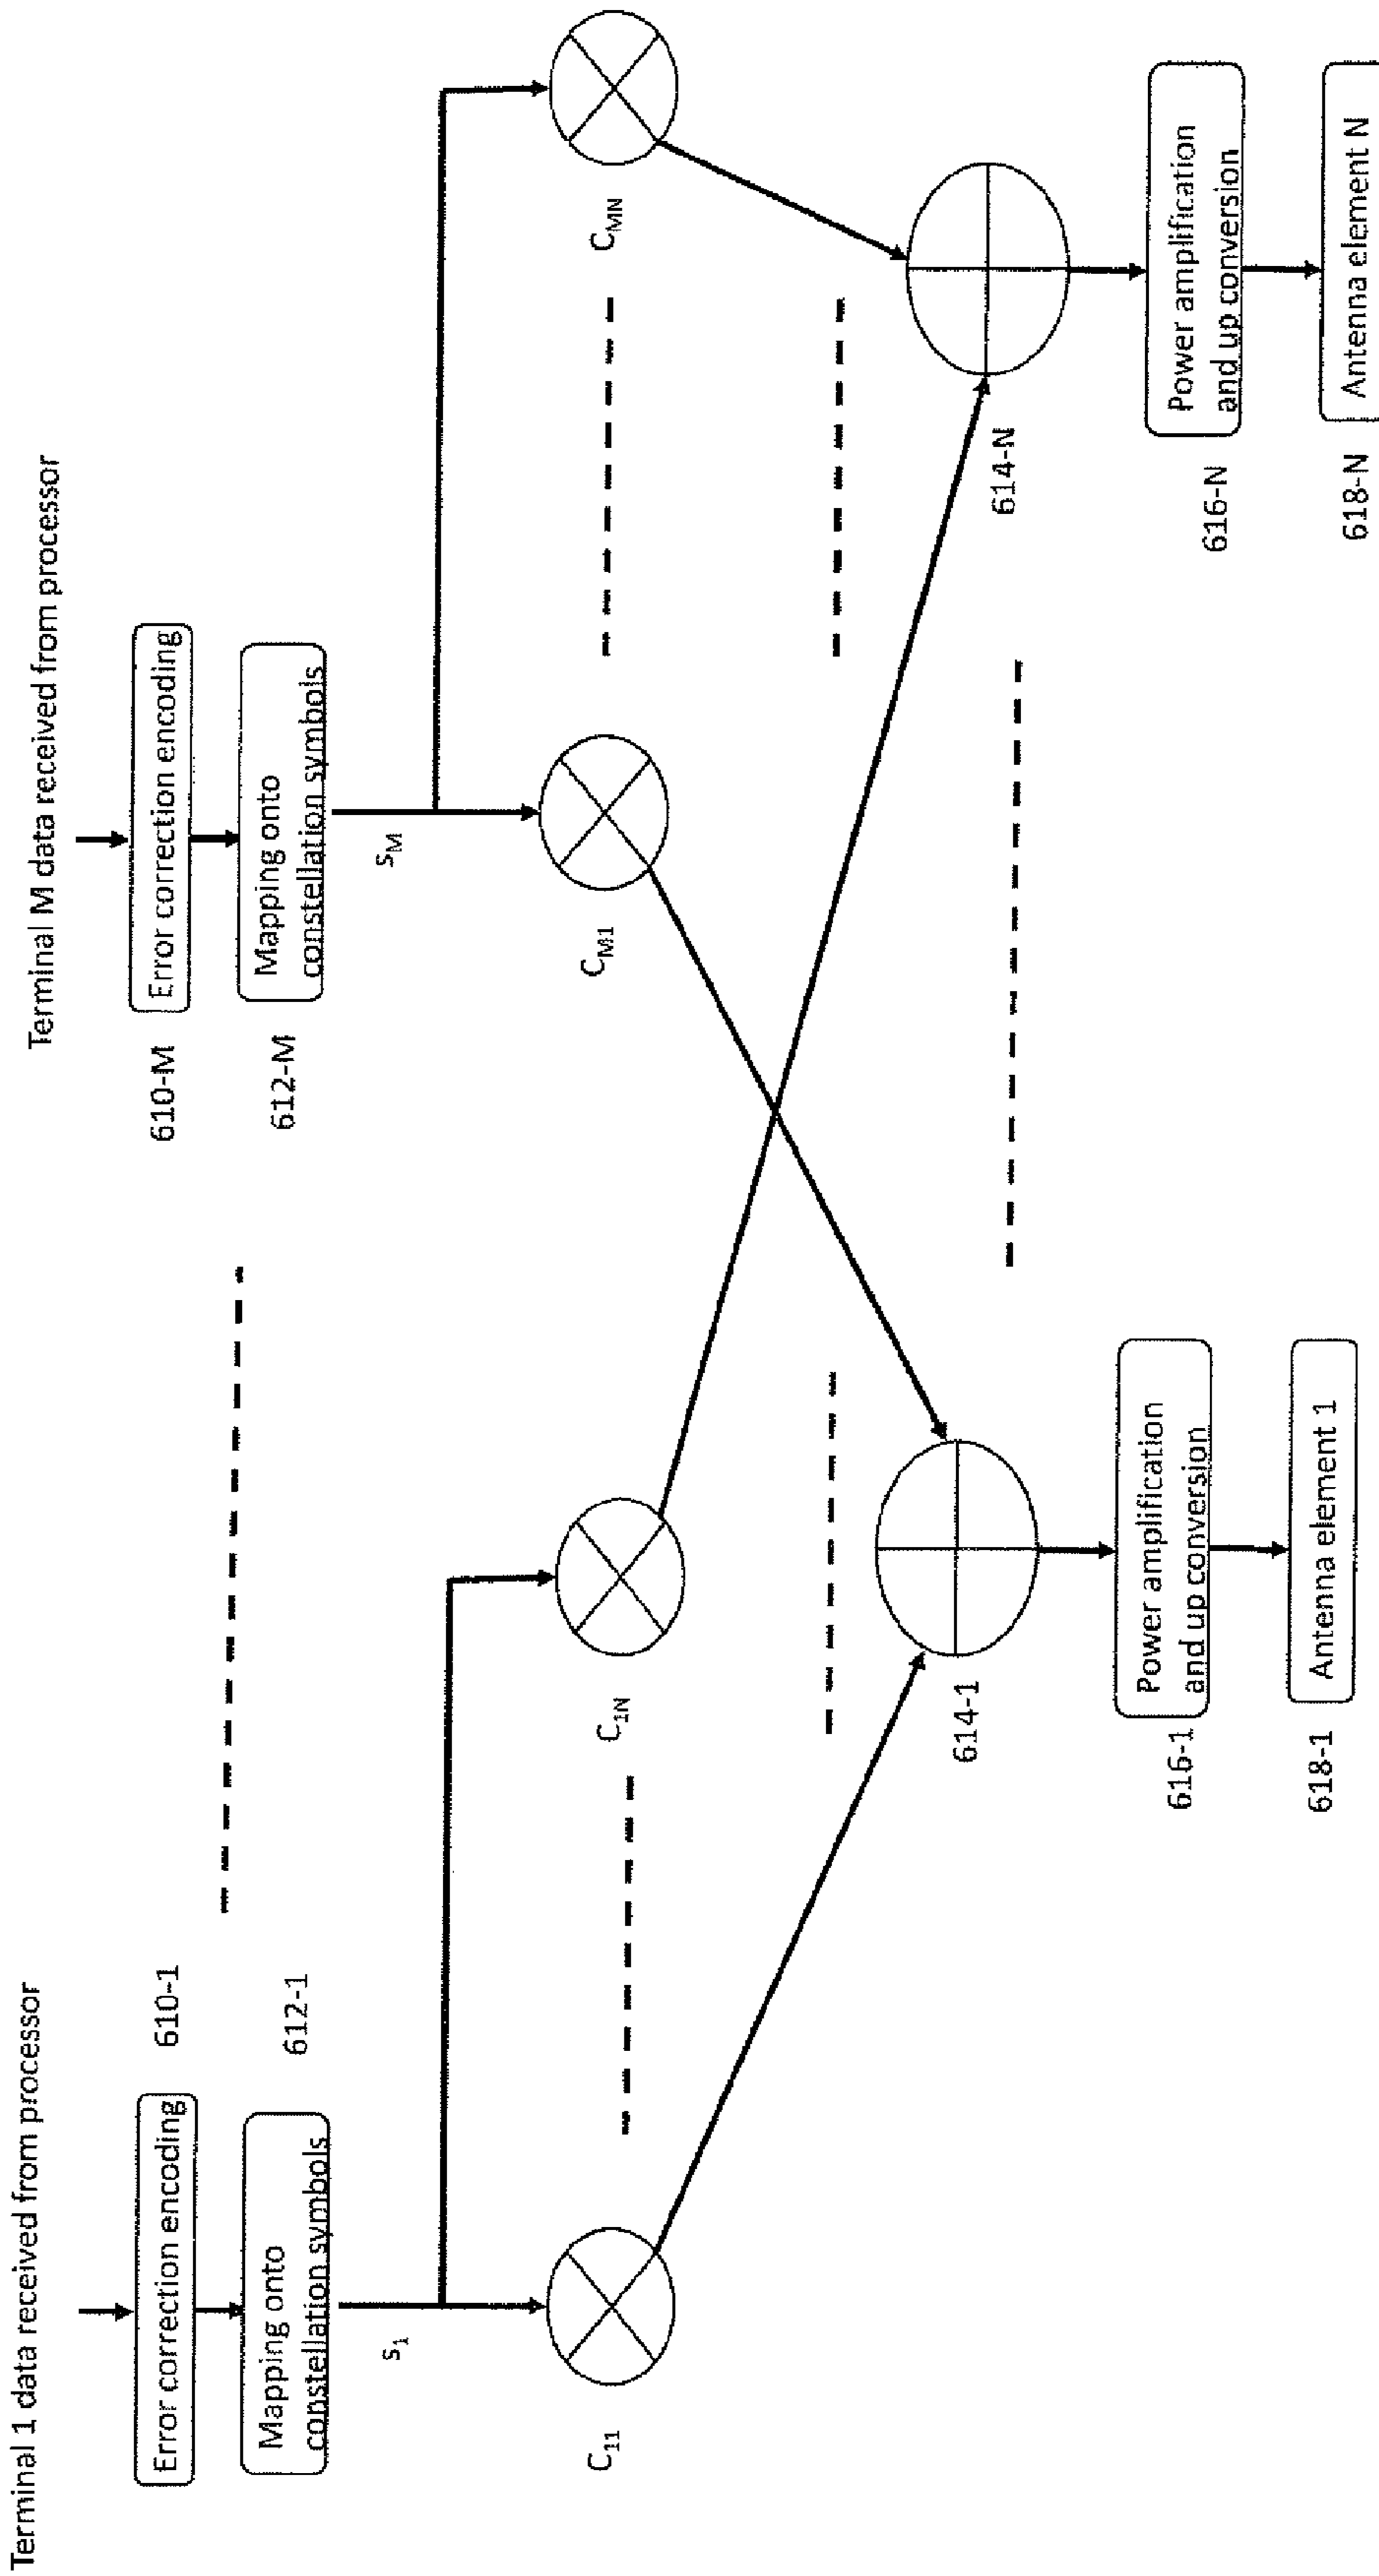 Terminal 1 data received from processor
Error correction encoding
610-1
Mapping onto
constellation symbols
612-1
s1
C11
C1N
614-1
Power amplification
and up conversion
616-1
Antenna element 1
618-1
Terminal M data received from processor
610-M
Error correction encoding
612-M
Mapping onto
constellation symbols
sM
CM1
CMN
614-N
Power amplification
and up conversion
616-N
Antenna element N
618-N